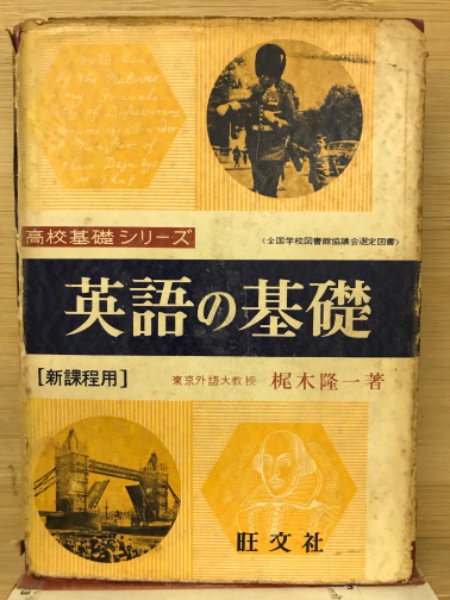 高校基礎シリーズ
〈全国学校図書館協議会選定図書〉
英語の基礎
[新課程用]
東京外語大教授 梶木隆一著
旺文社